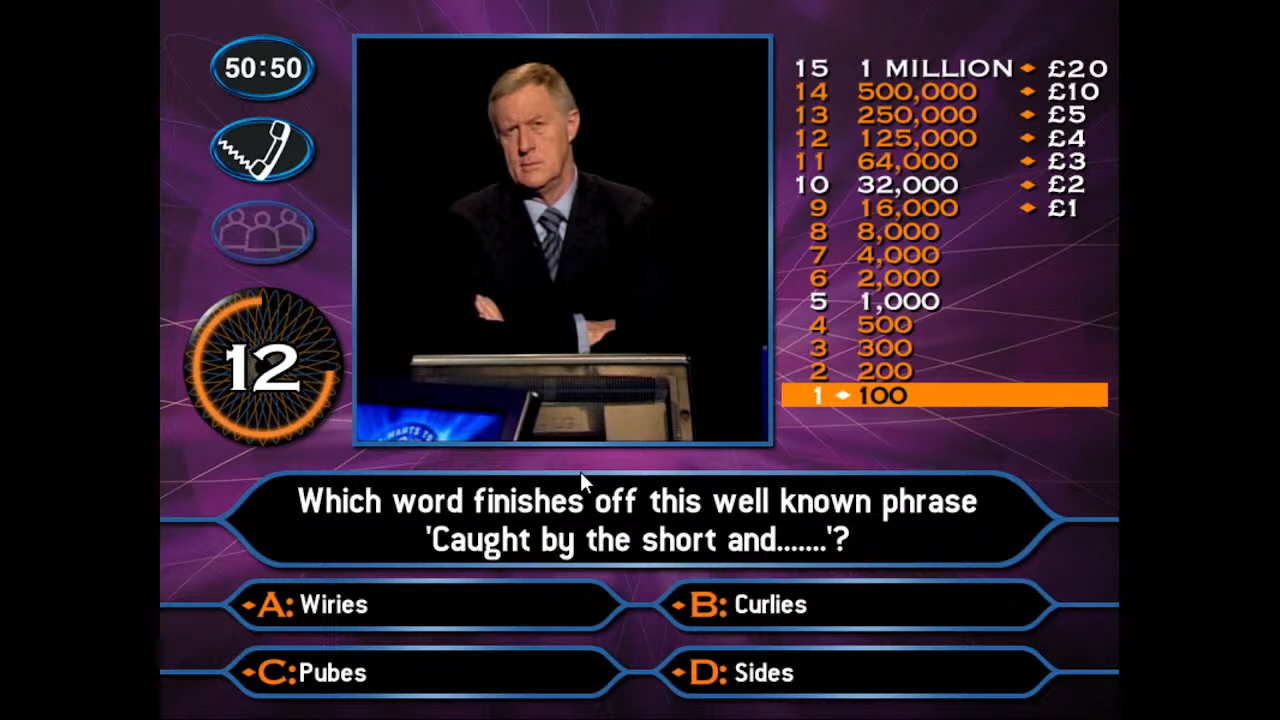 50:50
15 1 MILLION £20
14 500,000 £10
13 250,000 £5
12 125,000 £4
11 64,000 £3
10 32,000 £2
9 16,000 £1
8 8,000
7 4,000
6 2,000
5 1,000
4 500
3 300
2 200
1 100
12
WANTS TO
Which word finishes off this well known phrase
'Caught by the short and.......'?
A: Wiries
B: Curlies
C: Pubes
D: Sides